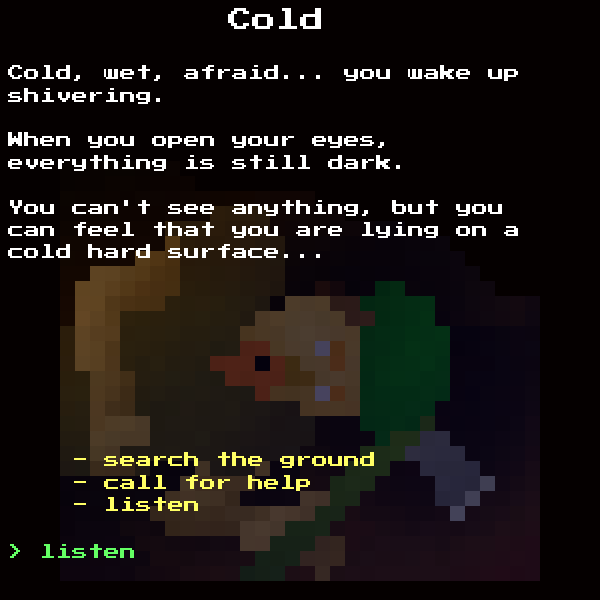 Cold
Cold, wet, afraid... you wake up
shivering.
When you open your eyes,
everything is still dark.
You can't see anything, but you
can feel that you are lying on a
cold hard surface...
- search the ground
- call for help
- listen
> listen